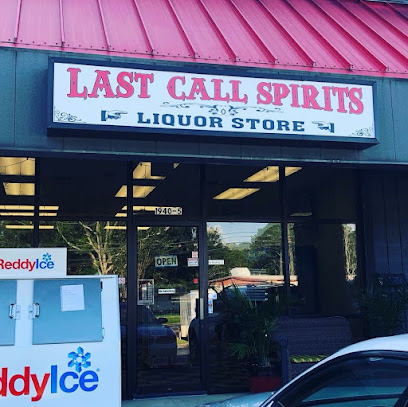 LAST CALL SPIRITS
LIQUOR STORE
1940-5
OPEN
ReddyIce
ddyIce